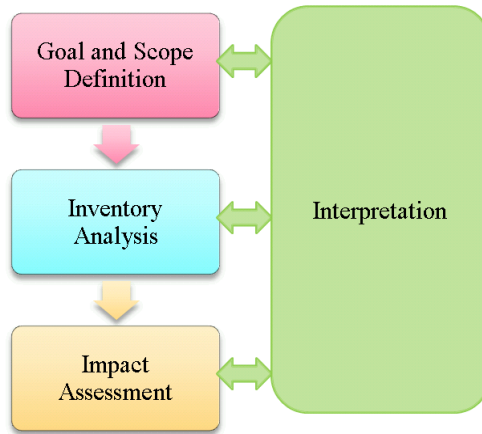 Goal and Scope
Definition
Inventory
Analysis
Interpretation
Impact
Assessment